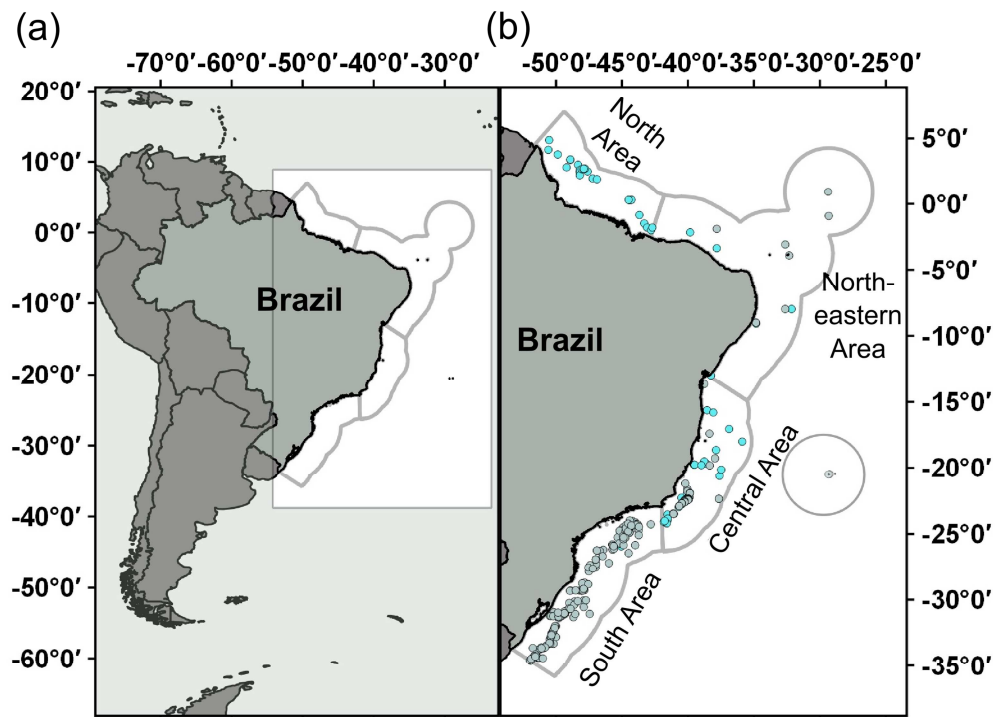 (a)
(b)
-70°0′ -60°0′ -50°0′ -40°0′ -30°0′
-50°0′ -45°0′ -40°0′ -35°0′ -30°0′ -25°0′
20°0′
10°0′
0°0′
-10°0′
-20°0′
-30°0′
-40°0′
-50°0′
-60°0′
Brazil
North
Area
Brazil
North-
eastern
Area
Central Area
South Area
5°0′
0°0′
-5°0′
-10°0′
-15°0′
-20°0′
-25°0′
-30°0′
-35°0′